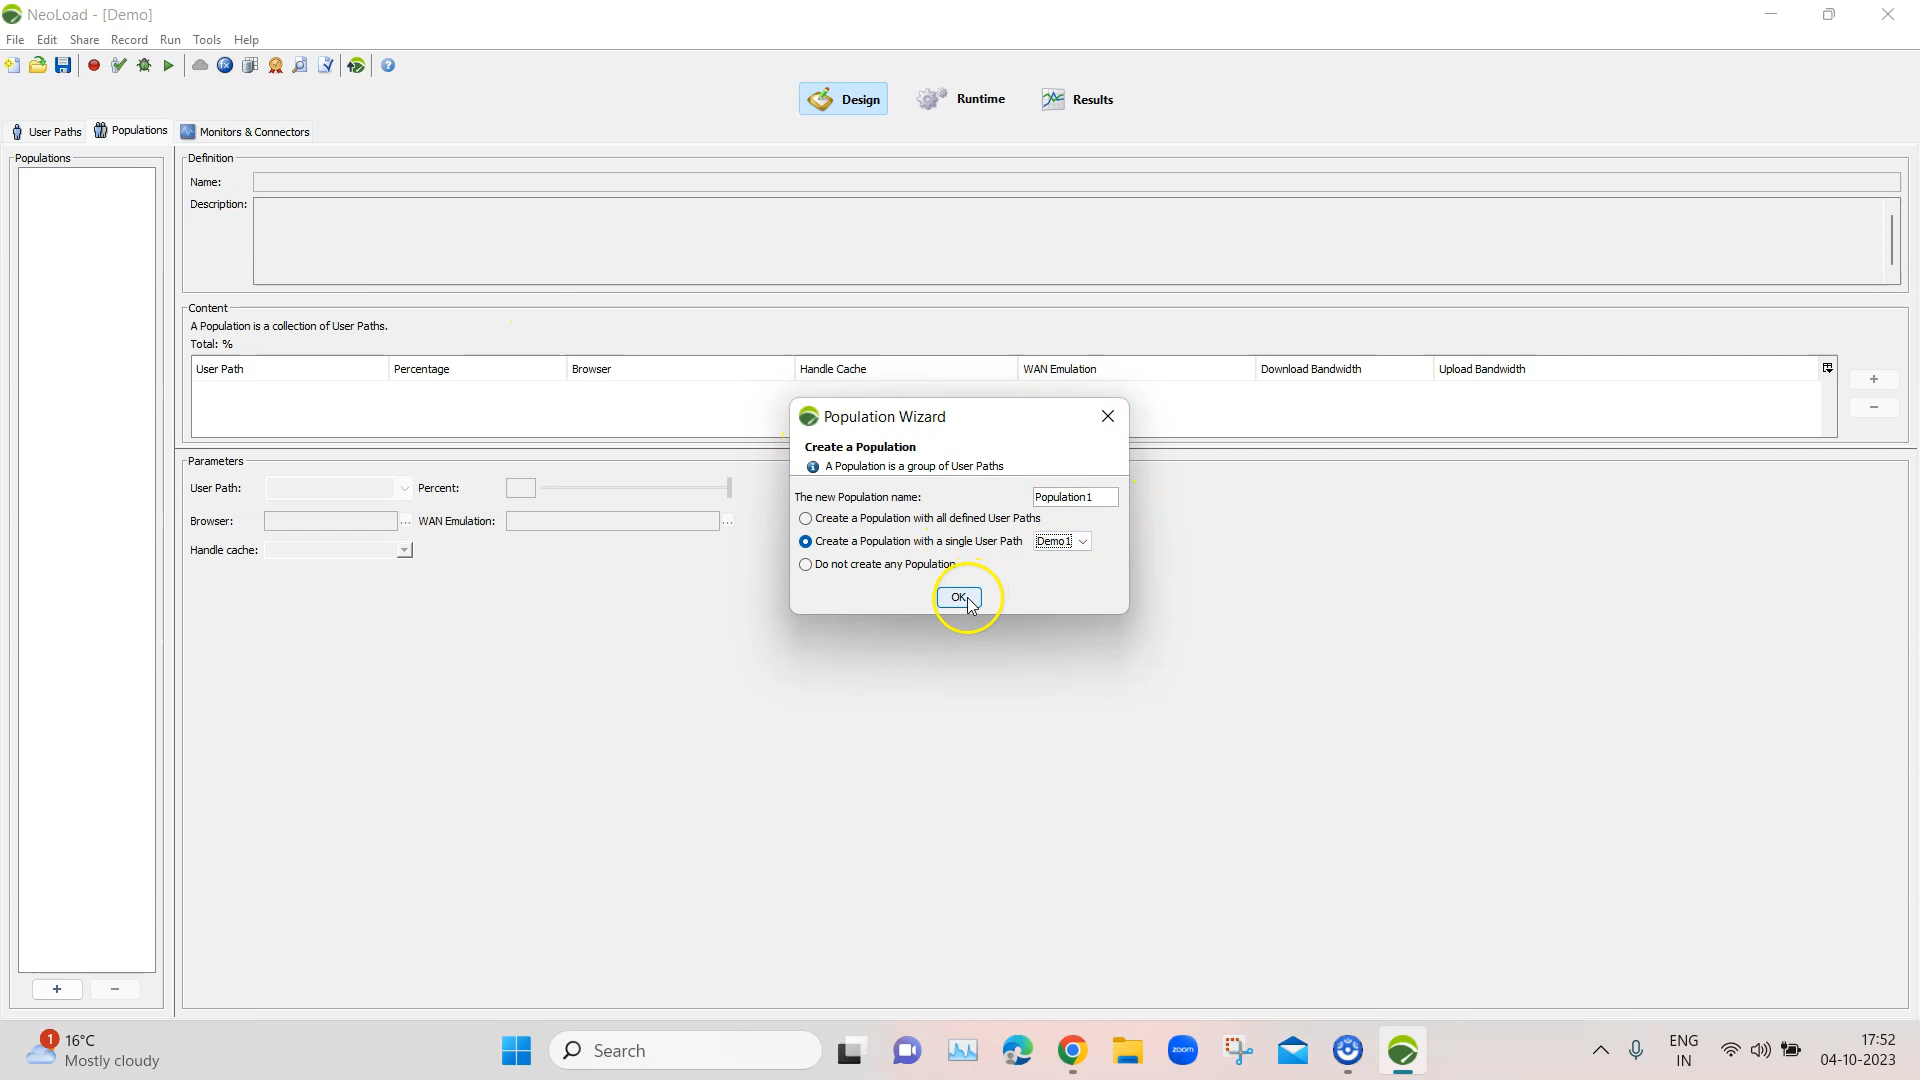 NeoLoad - [Demo]
File Edit Share Record Run Tools Help
Design Runtime Results
User Paths Populations Monitors & Connectors
Populations
Definition
Name:
Description:
Content
A Population is a collection of User Paths.
Total: %
User Path Percentage Browser Handle Cache WAN Emulation Download Bandwidth Upload Bandwidth
+
-
Population Wizard
Create a Population
A Population is a group of User Paths
The new Population name: Population1
Create a Population with all defined User Paths
Create a Population with a single User Path Demo1
Do not create any Population
OK
Parameters
User Path: Percent:
Browser: ... WAN Emulation: ...
Handle cache:
+ -
1 16°C
Mostly cloudy
Search
zoom
ENG
IN
17:52
04-10-2023